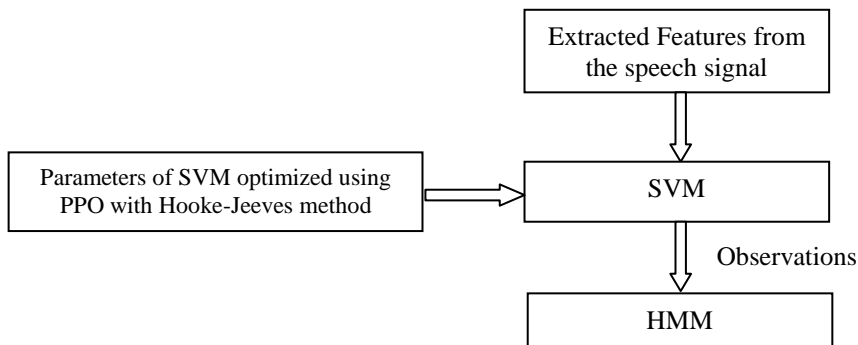 Extracted Features from
the speech signal
Parameters of SVM optimized using
PPO with Hooke-Jeeves method
SVM
Observations
HMM